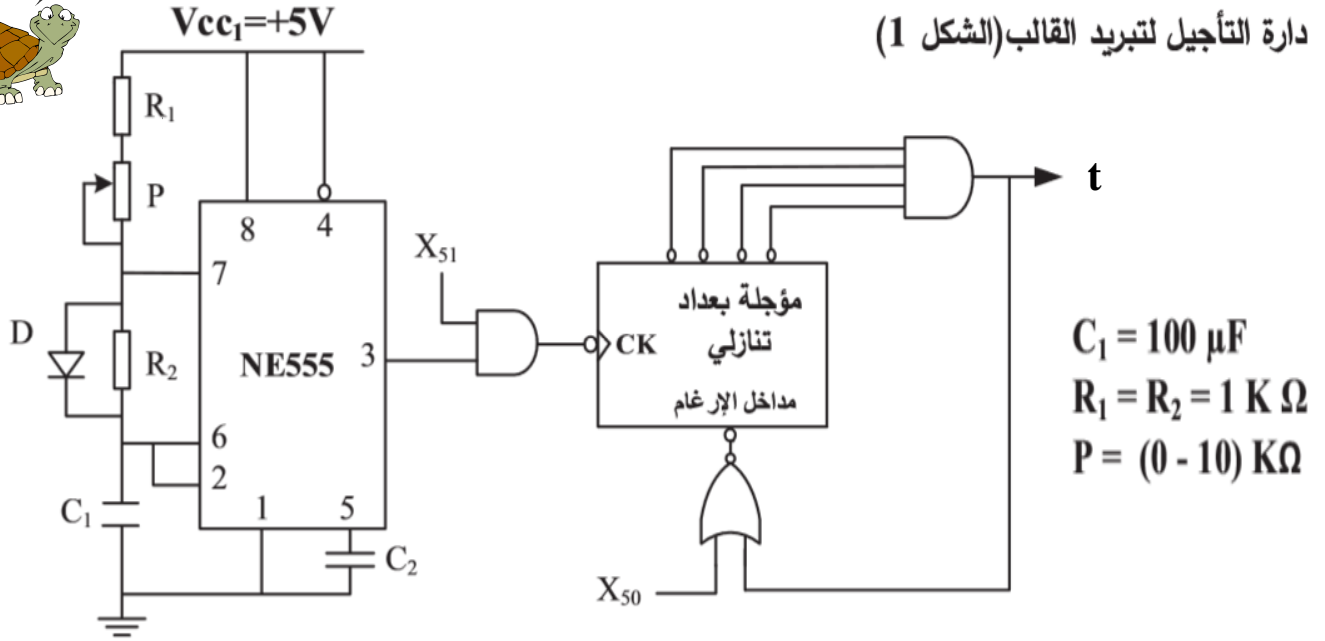 Vcc₁=+5V
دارة التأجيل لتبريد القالب(الشكل 1)
R₁
P
8
4
7
X₅₁
D
R₂
NE555
3
CK
مؤجلة بعداد
تنازلي
مداخل الإرغام
t
C₁ = 100 µF
R₁ = R₂ = 1 K Ω
P = (0 - 10) KΩ
6
2
C₁
1
5
C₂
X₅₀